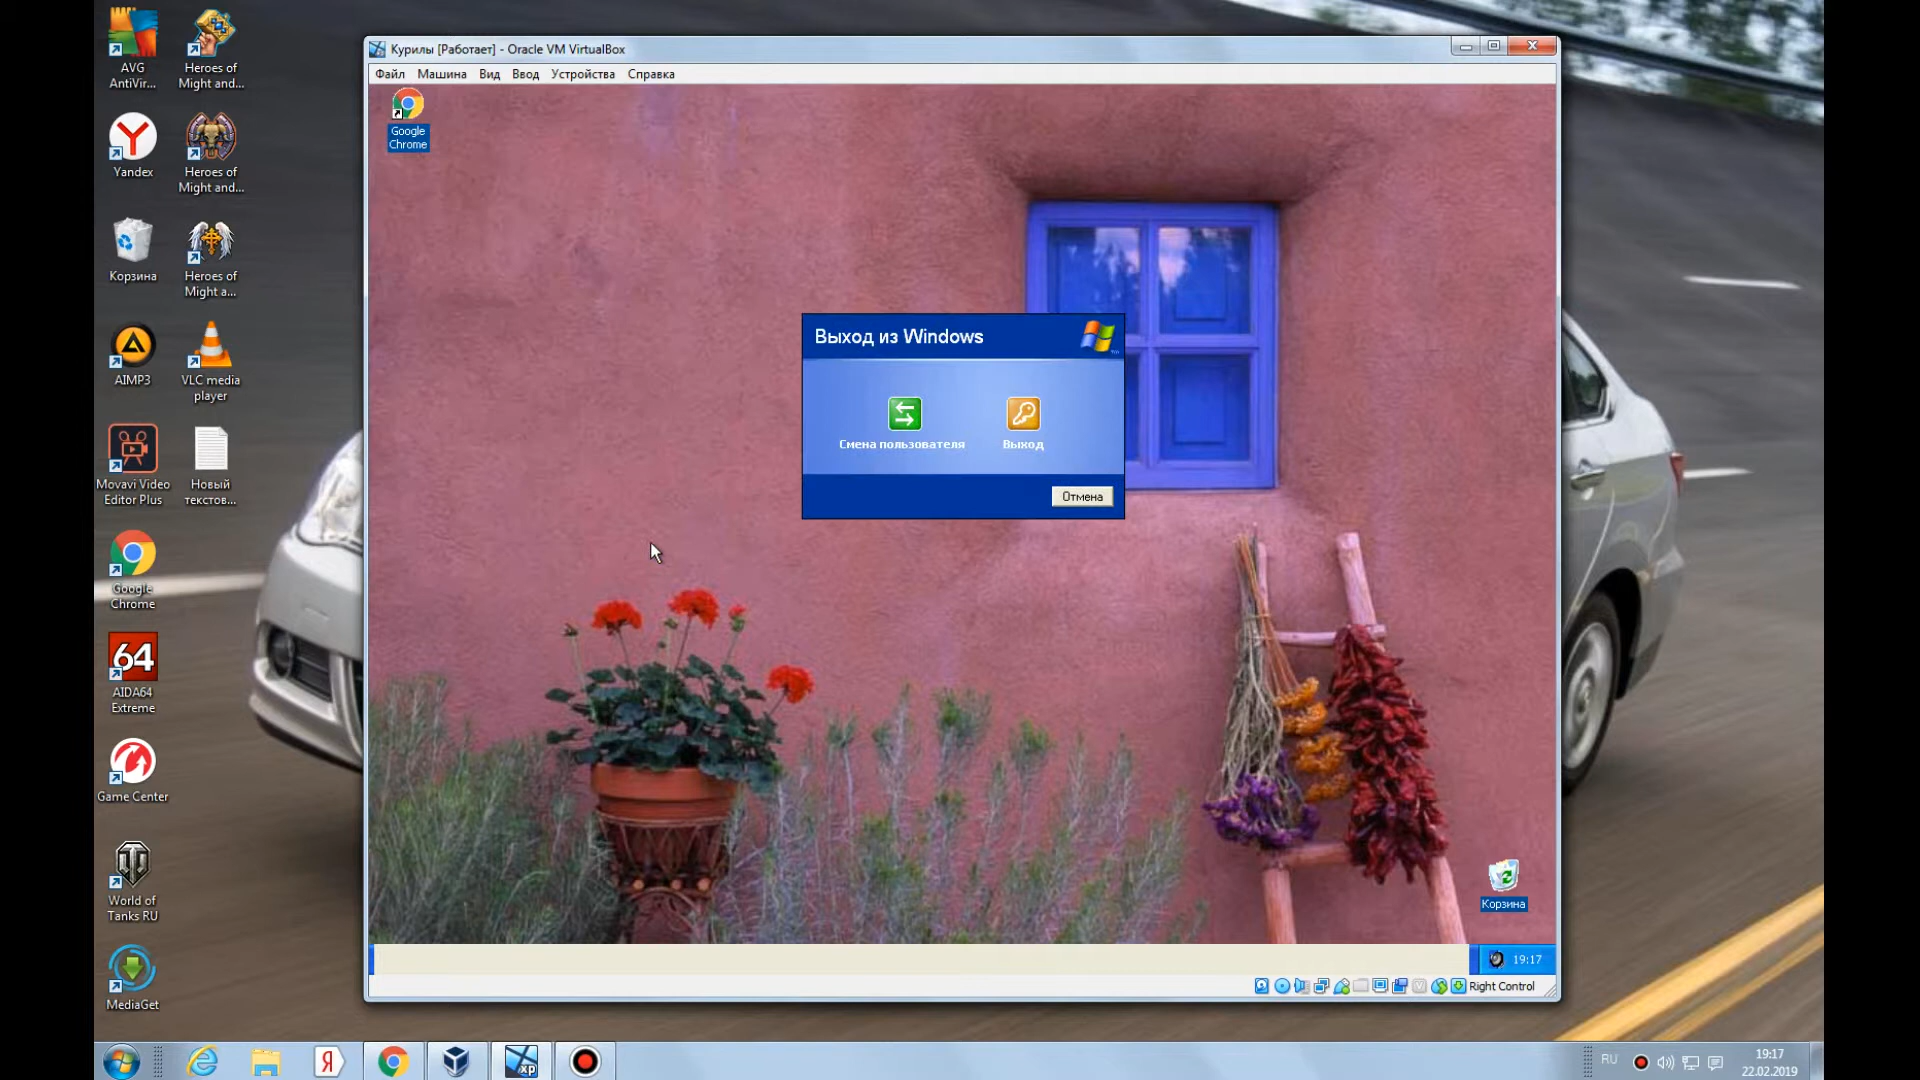 AVG
AntiVir...
Heroes of
Might and...
Yandex
Heroes of
Might and...
Корзина
Heroes of
Might a...
AIMP3
VLC media
player
Movavi Video
Editor Plus
Новый
текстов...
Google
Chrome
64
AIDA64
Extreme
Game Center
World of
Tanks RU
MediaGet
Курилы [Работает] - Oracle VM VirtualBox
Файл Машина Вид Ввод Устройства Справка
Google
Chrome
Выход из Windows
Смена пользователя
Выход
Отмена
Корзина
19:17
Right Control
Я
xp
RU
19:17
22.02.2019